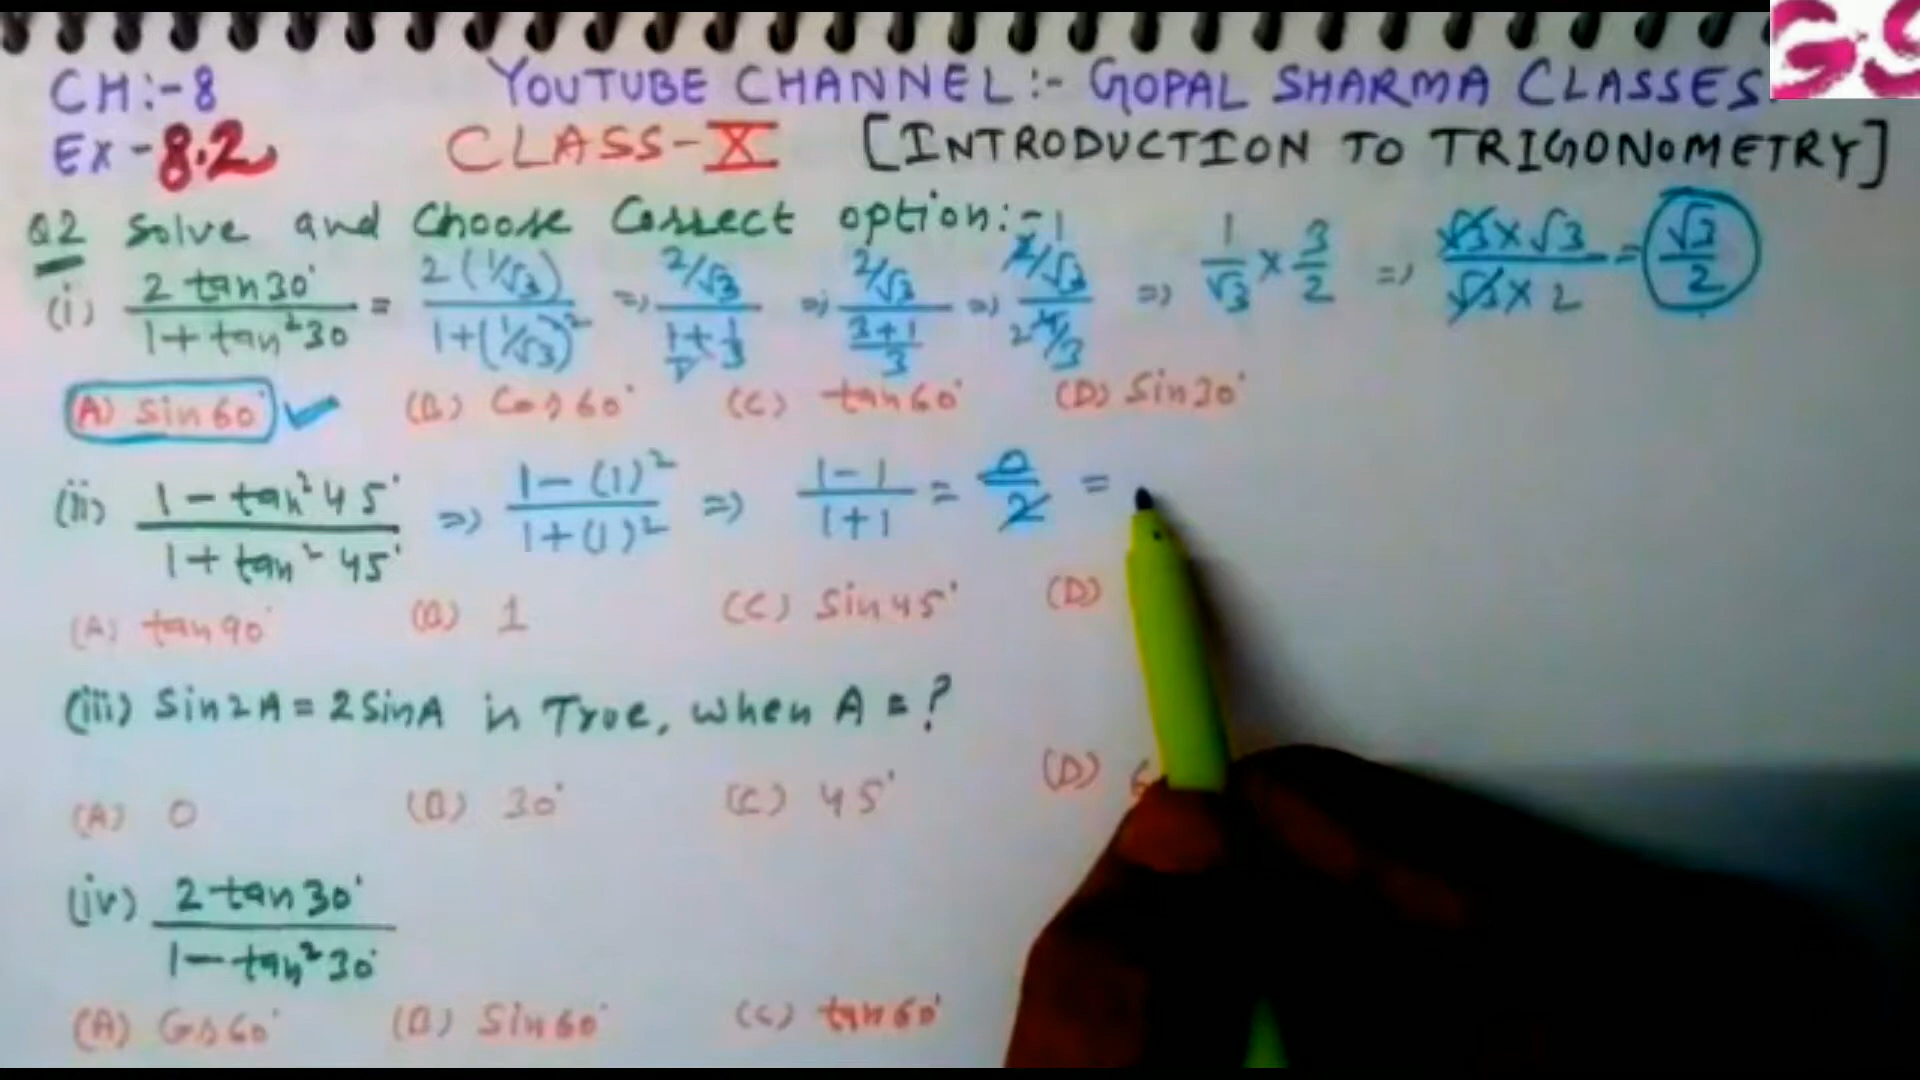 GS
CH:-8 YOUTUBE CHANNEL:- GOPAL SHARMA CLASSES
EX-8.2 CLASS-X [INTRODUCTION TO TRIGONOMETRY]
Q2 Solve and Choose Correct option:-
(i) 2 tan30° / 1+tan²30 = 2(1/√3) / 1+(1/√3)² => 2/√3 / 1/1+1/3 => 2/√3 / 3+1/3 => 2/√3 / 4/3 => 1/√3 × 3/2 => √3×√3 / √3×2 = √3/2
(A) Sin60° ✓ (B) Cos60° (C) tan60° (D) Sin30°
(ii) 1-tan²45° / 1+tan²45° => 1-(1)² / 1+(1)² => 1-1 / 1+1 = 0/2 =
(A) tan90° (B) 1 (C) Sin45° (D)
(iii) Sin2A = 2SinA is True, when A = ?
(A) 0 (B) 30° (C) 45° (D) 6
(iv) 2 tan30° / 1-tan²30°
(A) Cos60° (B) Sin60° (C) tan60°